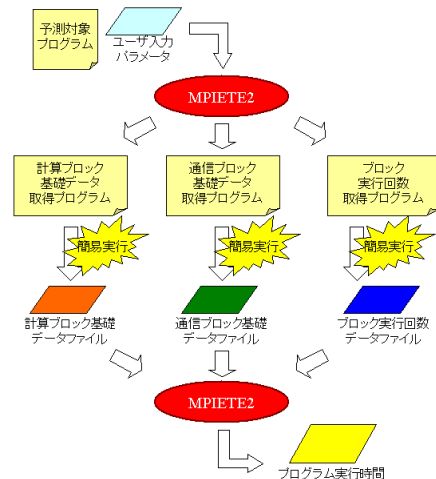 予測対象
プログラム
ユーザ入力
パラメータ
MPIETE2
計算ブロック
基礎データ
取得プログラム
通信ブロック
基礎データ
取得プログラム
ブロック
実行回数
取得プログラム
簡易実行
簡易実行
簡易実行
計算ブロック基礎
データファイル
通信ブロック基礎
データファイル
ブロック実行回数
データファイル
MPIETE2
プログラム実行時間